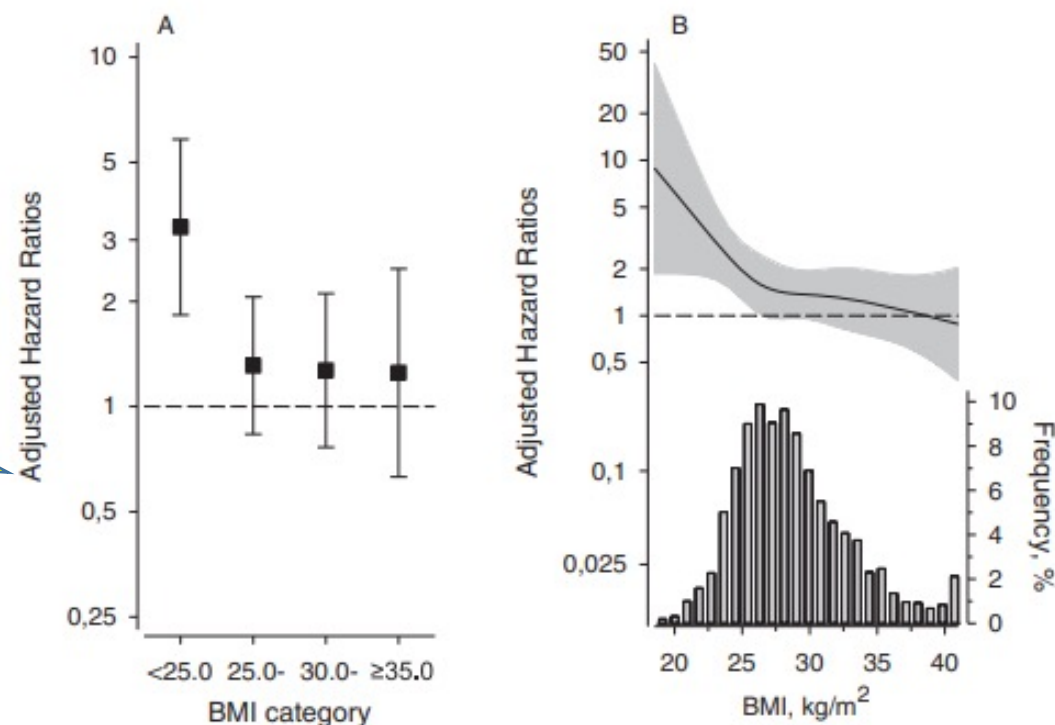 A
Adjusted Hazard Ratios
10
5
3
2
1
0,5
0,25
<25.0 25.0- 30.0- ≥35.0
BMI category
B
Adjusted Hazard Ratios
50
20
10
5
2
1
0,5
0,1
0,025
10
8
6
4
2
0
Frequency, %
20 25 30 35 40
BMI, kg/m²